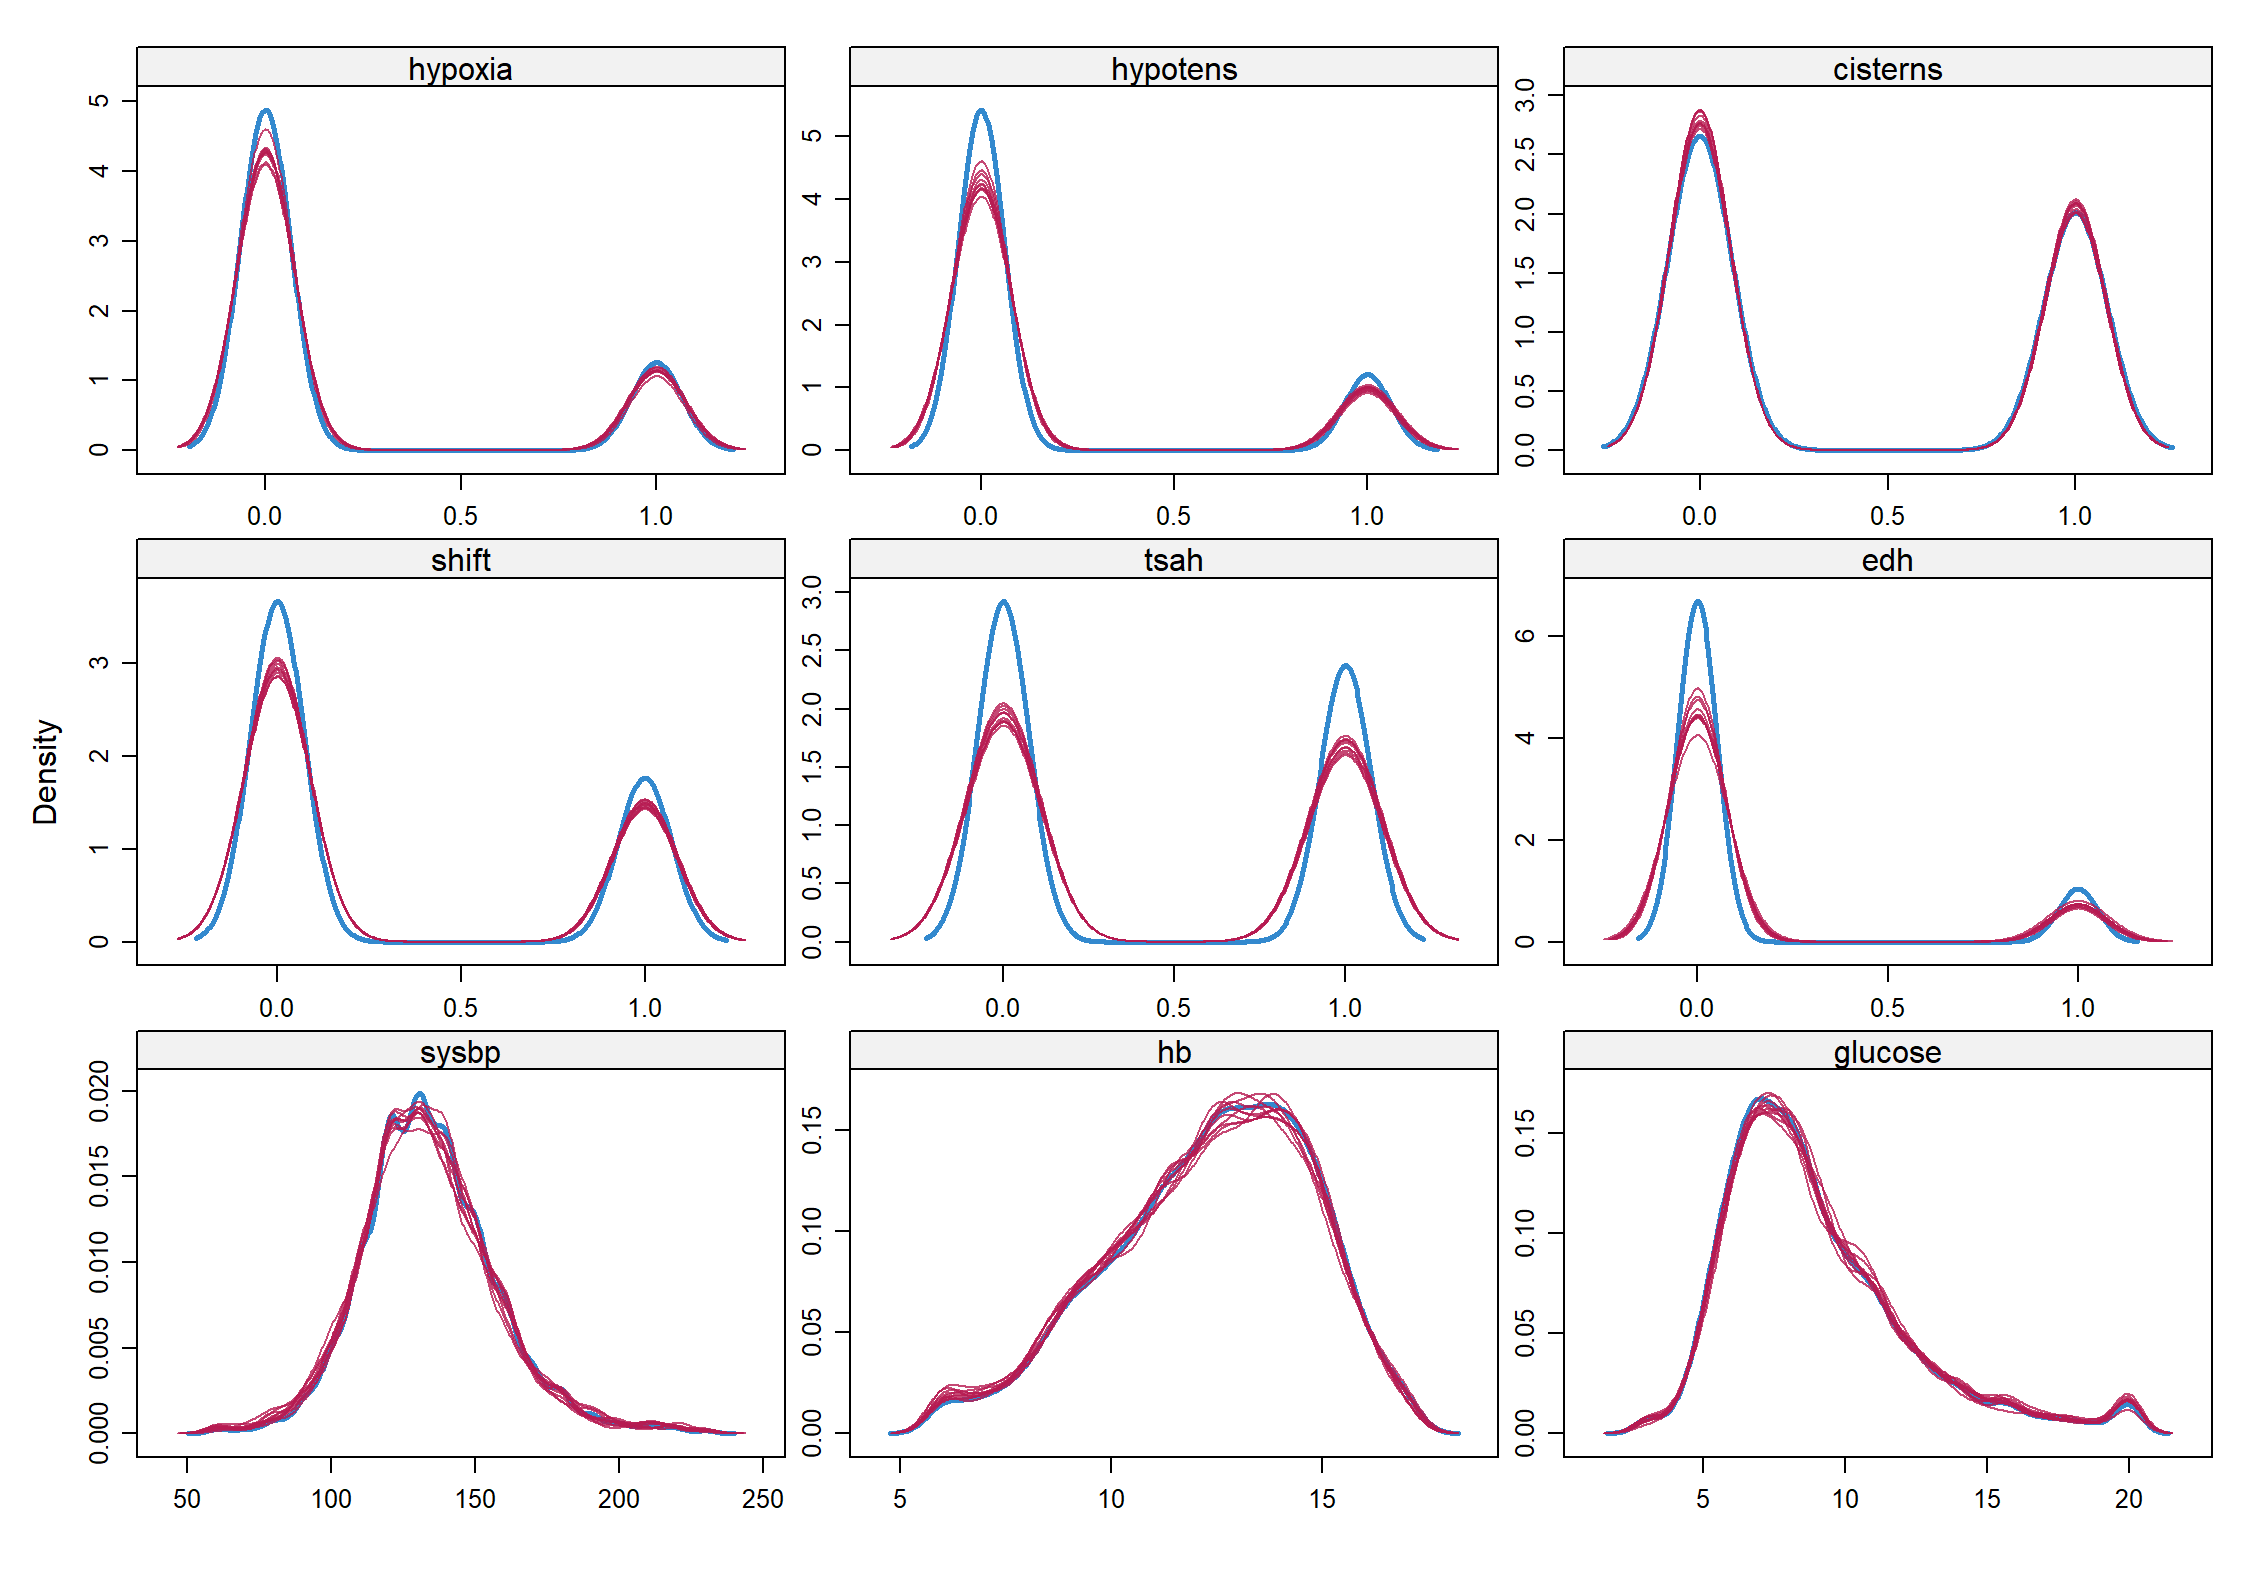 hypoxia hypotens cisterns
0 1 2 3 4 5
0 1 2 3 4 5
0.0 0.5 1.0 1.5 2.0 2.5 3.0
0.0 0.5 1.0
0.0 0.5 1.0
0.0 0.5 1.0
shift tsah edh
0 1 2 3
0.0 0.5 1.0 1.5 2.0 2.5 3.0
0 2 4 6
0.0 0.5 1.0
0.0 0.5 1.0
0.0 0.5 1.0
Density
sysbp hb glucose
0.000 0.005 0.010 0.015 0.020
0.00 0.05 0.10 0.15
0.00 0.05 0.10 0.15
50 100 150 200 250
5 10 15
5 10 15 20